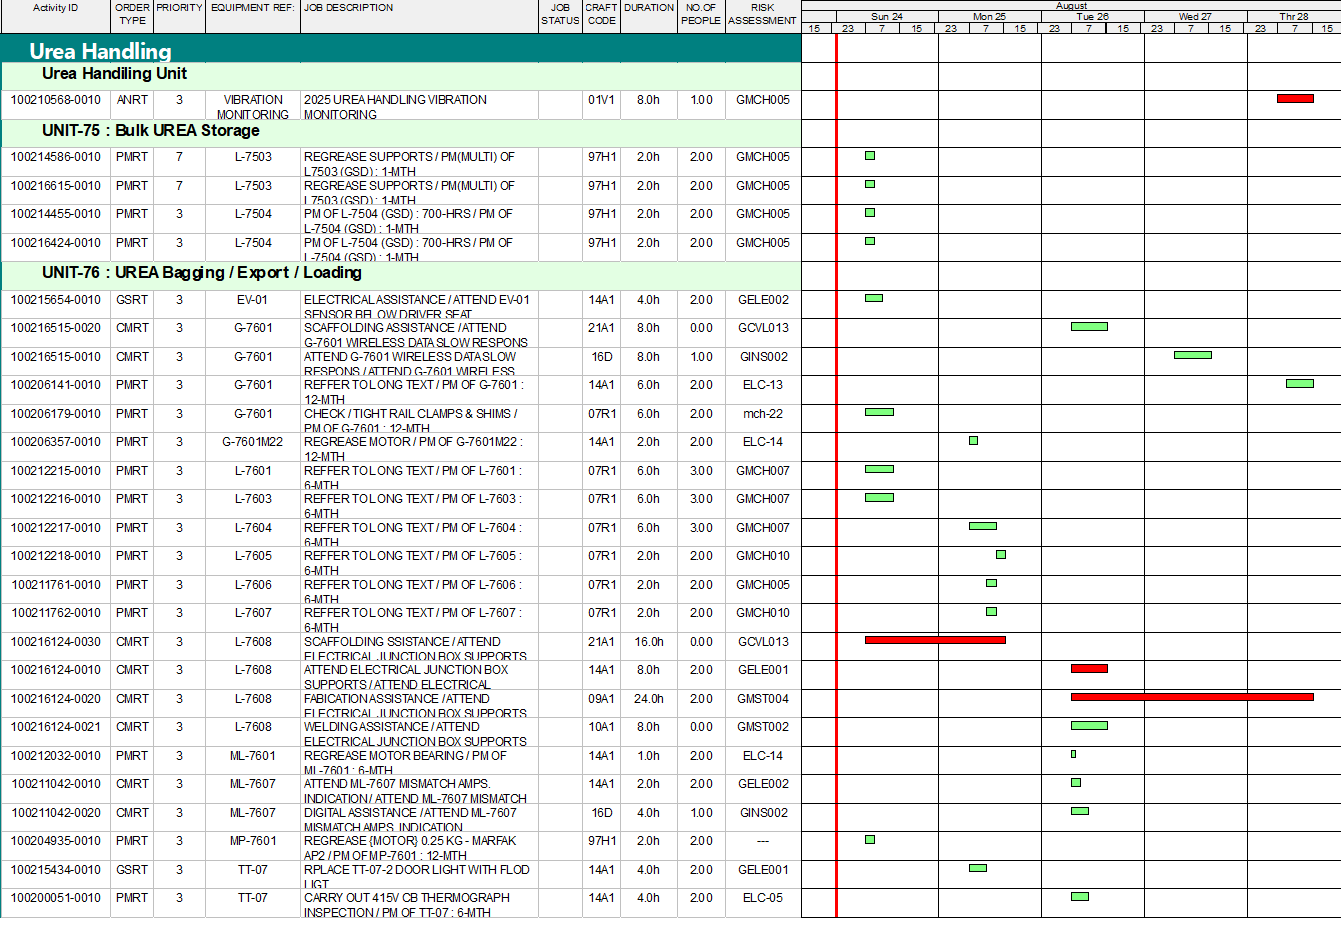 Activity ID ORDER TYPE PRIORITY EQUIPMENT REF: JOB DESCRIPTION JOB STATUS CRAFT CODE DURATION NO.OF PEOPLE RISK ASSESSMENT
August
Sun 24 Mon 25 Tue 26 Wed 27 Thr 28
15 23 7 15 23 7 15 23 7 15 23 7 15 23 7 15
Urea Handling
Urea Handiling Unit
100210568-0010 ANRT 3 VIBRATION 2025 UREA HANDLING VIBRATION 01V1 8.0h 1.00 GMCH005
MONITORING MONITORING
UNIT-75 : Bulk UREA Storage
100214586-0010 PMRT 7 L-7503 REGREASE SUPPORTS / PM(MULTI) OF 97H1 2.0h 2.00 GMCH005
L7503 (GSD) : 1-MTH
100216615-0010 PMRT 7 L-7503 REGREASE SUPPORTS / PM(MULTI) OF 97H1 2.0h 2.00 GMCH005
L7503 (GSD) : 1-MTH
100214455-0010 PMRT 3 L-7504 PM OF L-7504 (GSD) : 700-HRS / PM OF 97H1 2.0h 2.00 GMCH005
L-7504 (GSD) : 1-MTH
100216424-0010 PMRT 3 L-7504 PM OF L-7504 (GSD) : 700-HRS / PM OF 97H1 2.0h 2.00 GMCH005
L-7504 (GSD) : 1-MTH
UNIT-76 : UREA Bagging / Export / Loading
100215654-0010 GSRT 3 EV-01 ELECTRICAL ASSISTANCE / ATTEND EV-01 14A1 4.0h 2.00 GELE002
SENSOR BELOW DRIVER SEAT
100216515-0020 CMRT 3 G-7601 SCAFFOLDING ASSISTANCE / ATTEND 21A1 8.0h 0.00 GCVL013
G-7601 WIRELESS DATA SLOW RESPONS
100216515-0010 CMRT 3 G-7601 ATTEND G-7601 WIRELESS DATA SLOW 16D 8.0h 1.00 GINS002
RESPONS / ATTEND G-7601 WIRELESS
100206141-0010 PMRT 3 G-7601 REFFER TO LONG TEXT / PM OF G-7601 : 14A1 6.0h 2.00 ELC-13
12-MTH
100206179-0010 PMRT 3 G-7601 CHECK / TIGHT RAIL CLAMPS & SHIMS / 07R1 6.0h 2.00 mch-22
PM OF G-7601 : 12-MTH
100206357-0010 PMRT 3 G-7601M22 REGREASE MOTOR / PM OF G-7601M22 : 14A1 2.0h 2.00 ELC-14
12-MTH
100212215-0010 PMRT 3 L-7601 REFFER TO LONG TEXT / PM OF L-7601 : 07R1 6.0h 3.00 GMCH007
6-MTH
100212216-0010 PMRT 3 L-7603 REFFER TO LONG TEXT / PM OF L-7603 : 07R1 6.0h 3.00 GMCH007
6-MTH
100212217-0010 PMRT 3 L-7604 REFFER TO LONG TEXT / PM OF L-7604 : 07R1 6.0h 3.00 GMCH007
6-MTH
100212218-0010 PMRT 3 L-7605 REFFER TO LONG TEXT / PM OF L-7605 : 07R1 2.0h 2.00 GMCH010
6-MTH
100211761-0010 PMRT 3 L-7606 REFFER TO LONG TEXT / PM OF L-7606 : 07R1 2.0h 2.00 GMCH005
6-MTH
100211762-0010 PMRT 3 L-7607 REFFER TO LONG TEXT / PM OF L-7607 : 07R1 2.0h 2.00 GMCH010
6-MTH
100216124-0030 CMRT 3 L-7608 SCAFFOLDING SSISTANCE / ATTEND 21A1 16.0h 0.00 GCVL013
ELECTRICAL JUNCTION BOX SUPPORTS
100216124-0010 CMRT 3 L-7608 ATTEND ELECTRICAL JUNCTION BOX 14A1 8.0h 2.00 GELE001
SUPPORTS / ATTEND ELECTRICAL
100216124-0020 CMRT 3 L-7608 FABICATION ASSISTANCE / ATTEND 09A1 24.0h 2.00 GMST004
ELECTRICAL JUNCTION BOX SUPPORTS
100216124-0021 CMRT 3 L-7608 WELDING ASSISTANCE / ATTEND 10A1 8.0h 0.00 GMST002
ELECTRICAL JUNCTION BOX SUPPORTS
100212032-0010 PMRT 3 ML-7601 REGREASE MOTOR BEARING / PM OF 14A1 1.0h 2.00 ELC-14
ML-7601 : 6-MTH
100211042-0010 CMRT 3 ML-7607 ATTEND ML-7607 MISMATCH AMPS. 14A1 2.0h 2.00 GELE002
INDICATION / ATTEND ML-7607 MISMATCH
100211042-0020 CMRT 3 ML-7607 DIGITAL ASSISTANCE / ATTEND ML-7607 16D 4.0h 1.00 GINS002
MISMATCH AMPS. INDICATION
100204935-0010 PMRT 3 MP-7601 REGREASE {MOTOR} 0.25 KG - MARFAK 97H1 2.0h 2.00 ---
AP2 / PM OF MP-7601 : 12-MTH
100215434-0010 GSRT 3 TT-07 RPLACE TT-07-2 DOOR LIGHT WITH FLOD 14A1 4.0h 2.00 GELE001
LIGT
100200051-0010 PMRT 3 TT-07 CARRY OUT 415V CB THERMOGRAPH 14A1 4.0h 2.00 ELC-05
INSPECTION / PM OF TT-07 : 6-MTH